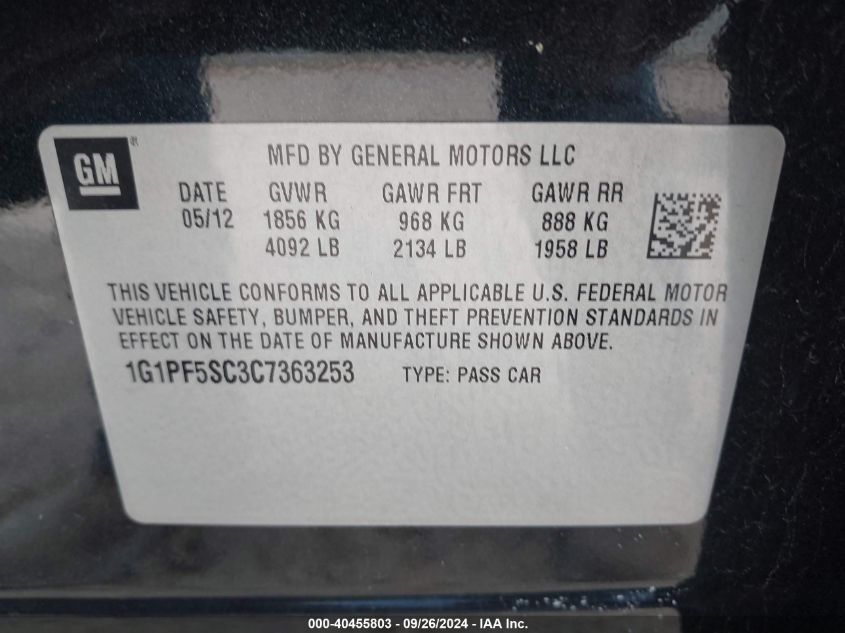 GM ®
MFD BY GENERAL MOTORS LLC
DATE GVWR GAWR FRT GAWR RR
05/12 1856 KG 968 KG 888 KG
4092 LB 2134 LB 1958 LB
THIS VEHICLE CONFORMS TO ALL APPLICABLE U.S. FEDERAL MOTOR
VEHICLE SAFETY, BUMPER, AND THEFT PREVENTION STANDARDS IN
EFFECT ON THE DATE OF MANUFACTURE SHOWN ABOVE.
1G1PF5SC3C7363253 TYPE: PASS CAR
000-40455803 - 09/26/2024 - IAA Inc.